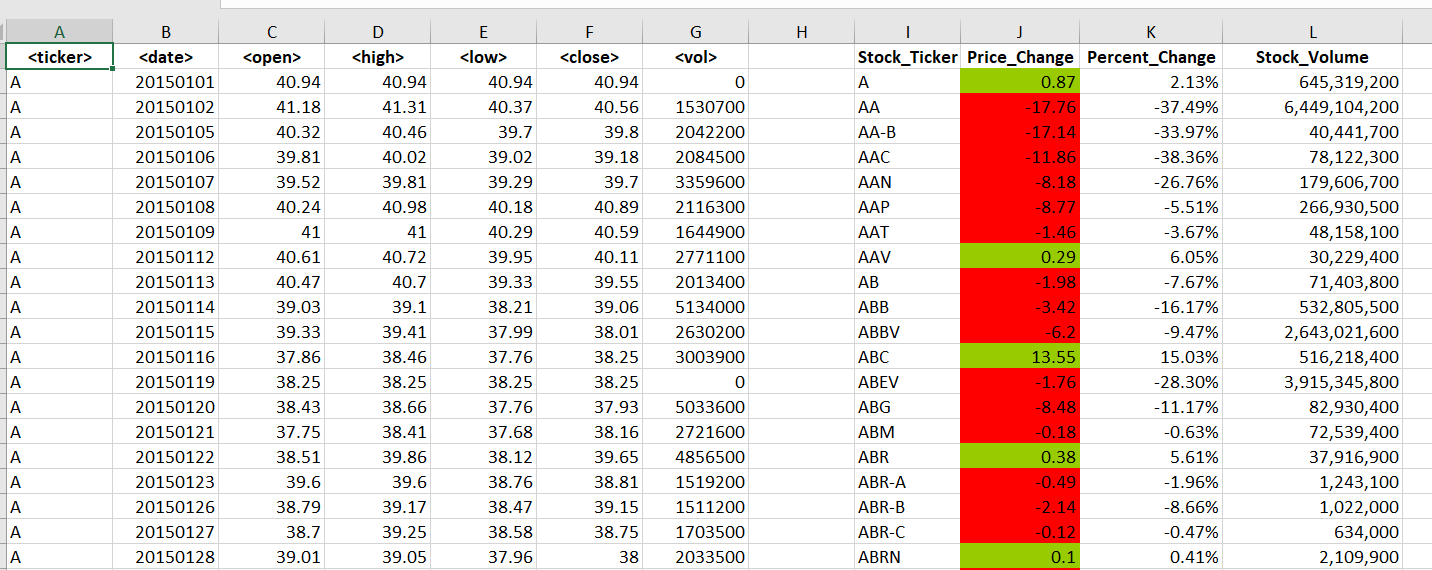 A B C D E F G H I J K L
<ticker> <date> <open> <high> <low> <close> <vol> Stock_Ticker Price_Change Percent_Change Stock_Volume
A 20150101 40.94 40.94 40.94 40.94 0 A 0.87 2.13% 645,319,200
A 20150102 41.18 41.31 40.37 40.56 1530700 AA -17.76 -37.49% 6,449,104,200
A 20150105 40.32 40.46 39.7 39.8 2042200 AA-B -17.14 -33.97% 40,441,700
A 20150106 39.81 40.02 39.02 39.18 2084500 AAC -11.86 -38.36% 78,122,300
A 20150107 39.52 39.81 39.29 39.7 3359600 AAN -8.18 -26.76% 179,606,700
A 20150108 40.24 40.98 40.18 40.89 2116300 AAP -8.77 -5.51% 266,930,500
A 20150109 41 41 40.29 40.59 1644900 AAT -1.46 -3.67% 48,158,100
A 20150112 40.61 40.72 39.95 40.11 2771100 AAV 0.29 6.05% 30,229,400
A 20150113 40.47 40.7 39.33 39.55 2013400 AB -1.98 -7.67% 71,403,800
A 20150114 39.03 39.1 38.21 39.06 5134000 ABB -3.42 -16.17% 532,805,500
A 20150115 39.33 39.41 37.99 38.01 2630200 ABBV -6.2 -9.47% 2,643,021,600
A 20150116 37.86 38.46 37.76 38.25 3003900 ABC 13.55 15.03% 516,218,400
A 20150119 38.25 38.25 38.25 38.25 0 ABEV -1.76 -28.30% 3,915,345,800
A 20150120 38.43 38.66 37.76 37.93 5033600 ABG -8.48 -11.17% 82,930,400
A 20150121 37.75 38.41 37.68 38.16 2721600 ABM -0.18 -0.63% 72,539,400
A 20150122 38.51 39.86 38.12 39.65 4856500 ABR 0.38 5.61% 37,916,900
A 20150123 39.6 39.6 38.76 38.81 1519200 ABR-A -0.49 -1.96% 1,243,100
A 20150126 38.79 39.17 38.47 39.15 1511200 ABR-B -2.14 -8.66% 1,022,000
A 20150127 38.7 39.25 38.58 38.75 1703500 ABR-C -0.12 -0.47% 634,000
A 20150128 39.01 39.05 37.96 38 2033500 ABRN 0.1 0.41% 2,109,900